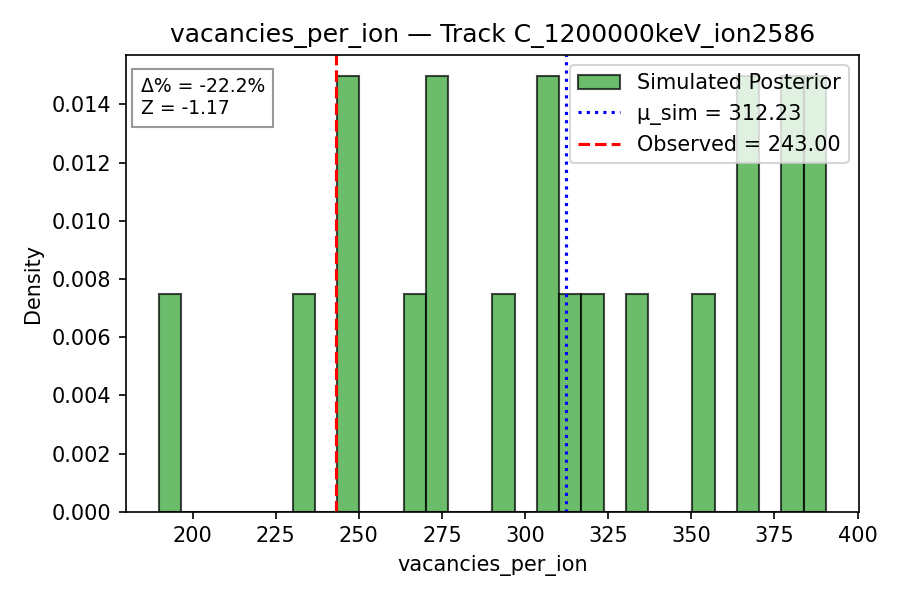 vacancies_per_ion — Track C_1200000keV_ion2586
Δ% = -22.2%
Z = -1.17
Simulated Posterior
μ_sim = 312.23
Observed = 243.00
Density
0.014
0.012
0.010
0.008
0.006
0.004
0.002
0.000
200 225 250 275 300 325 350 375 400
vacancies_per_ion